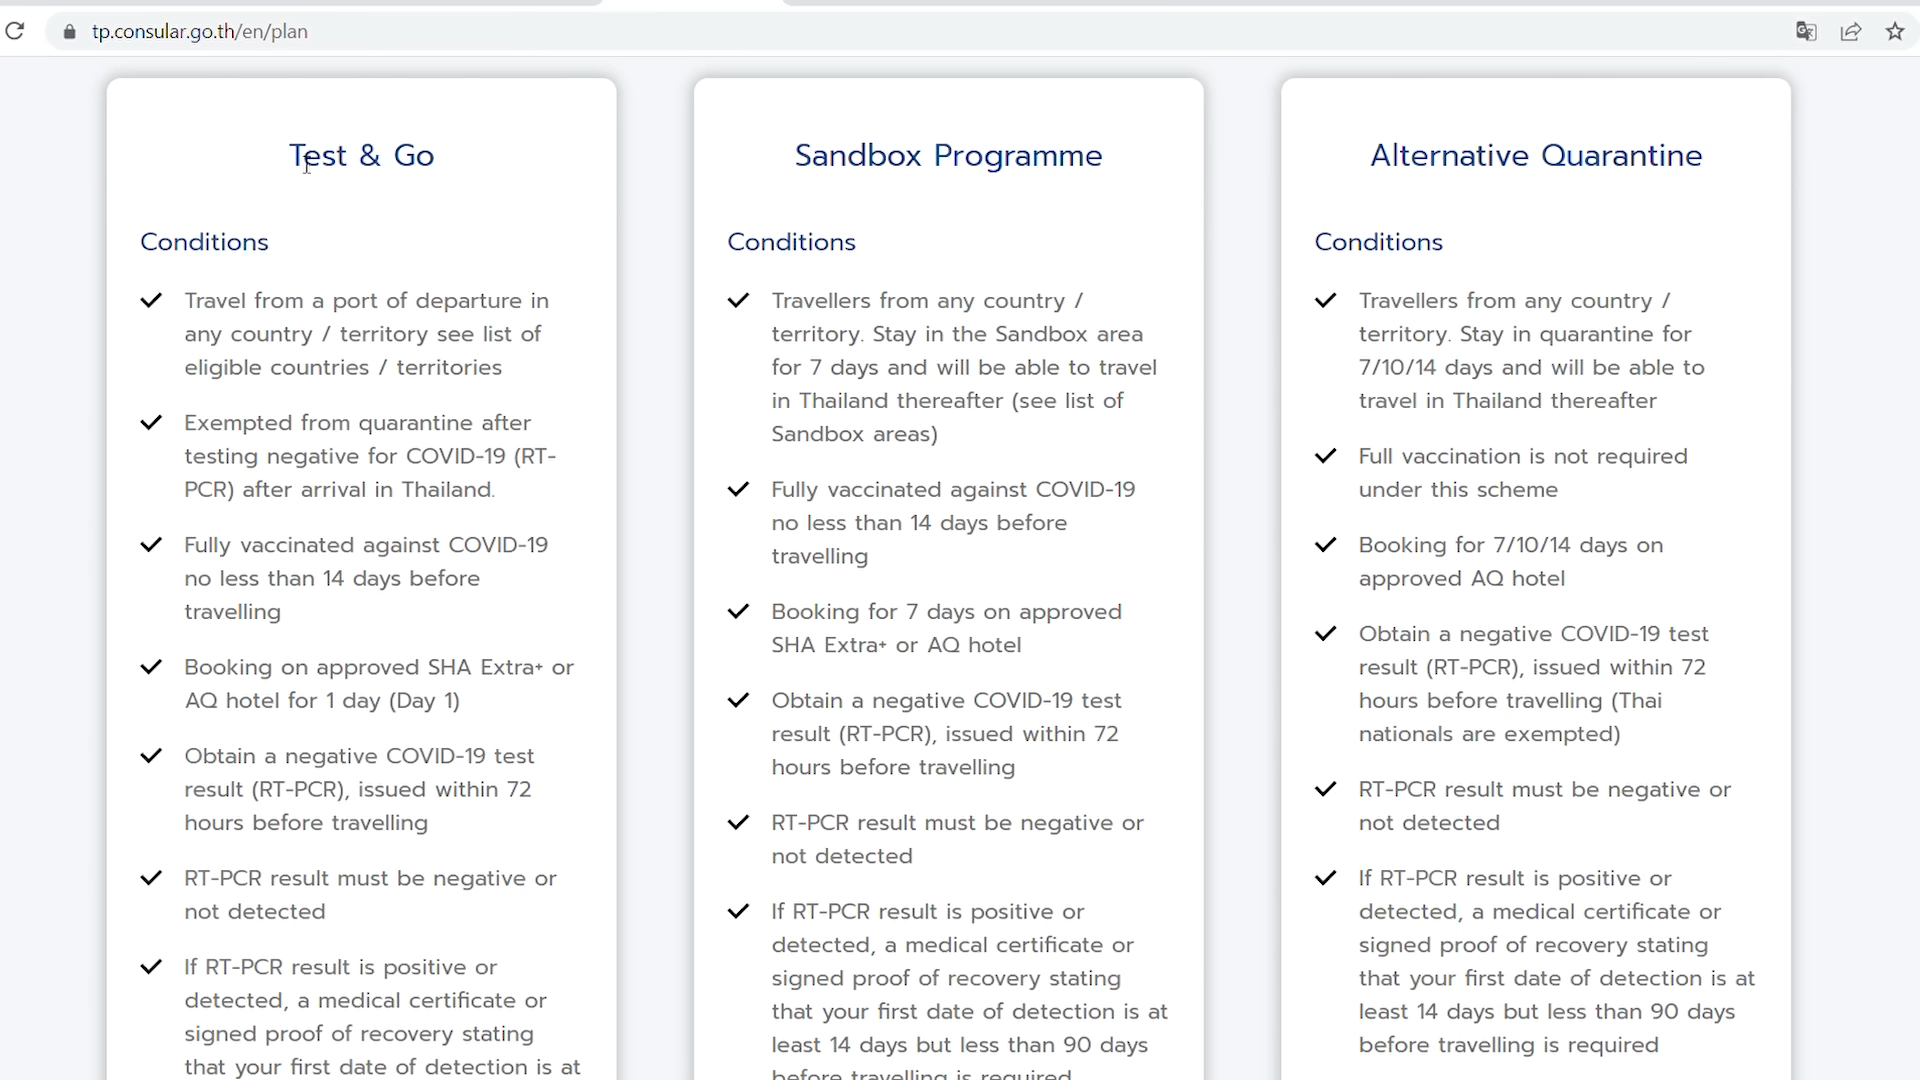 tp.consular.go.th/en/plan
Test & Go
Conditions
Travel from a port of departure in
any country / territory see list of
eligible countries / territories
Exempted from quarantine after
testing negative for COVID-19 (RT-
PCR) after arrival in Thailand.
Fully vaccinated against COVID-19
no less than 14 days before
travelling
Booking on approved SHA Extra+ or
AQ hotel for 1 day (Day 1)
Obtain a negative COVID-19 test
result (RT-PCR), issued within 72
hours before travelling
RT-PCR result must be negative or
not detected
If RT-PCR result is positive or
detected, a medical certificate or
signed proof of recovery stating
that your first date of detection is at
Sandbox Programme
Conditions
Travellers from any country /
territory. Stay in the Sandbox area
for 7 days and will be able to travel
in Thailand thereafter (see list of
Sandbox areas)
Fully vaccinated against COVID-19
no less than 14 days before
travelling
Booking for 7 days on approved
SHA Extra+ or AQ hotel
Obtain a negative COVID-19 test
result (RT-PCR), issued within 72
hours before travelling
RT-PCR result must be negative or
not detected
If RT-PCR result is positive or
detected, a medical certificate or
signed proof of recovery stating
that your first date of detection is at
least 14 days but less than 90 days
before travelling is required
Alternative Quarantine
Conditions
Travellers from any country /
territory. Stay in quarantine for
7/10/14 days and will be able to
travel in Thailand thereafter
Full vaccination is not required
under this scheme
Booking for 7/10/14 days on
approved AQ hotel
Obtain a negative COVID-19 test
result (RT-PCR), issued within 72
hours before travelling (Thai
nationals are exempted)
RT-PCR result must be negative or
not detected
If RT-PCR result is positive or
detected, a medical certificate or
signed proof of recovery stating
that your first date of detection is at
least 14 days but less than 90 days
before travelling is required